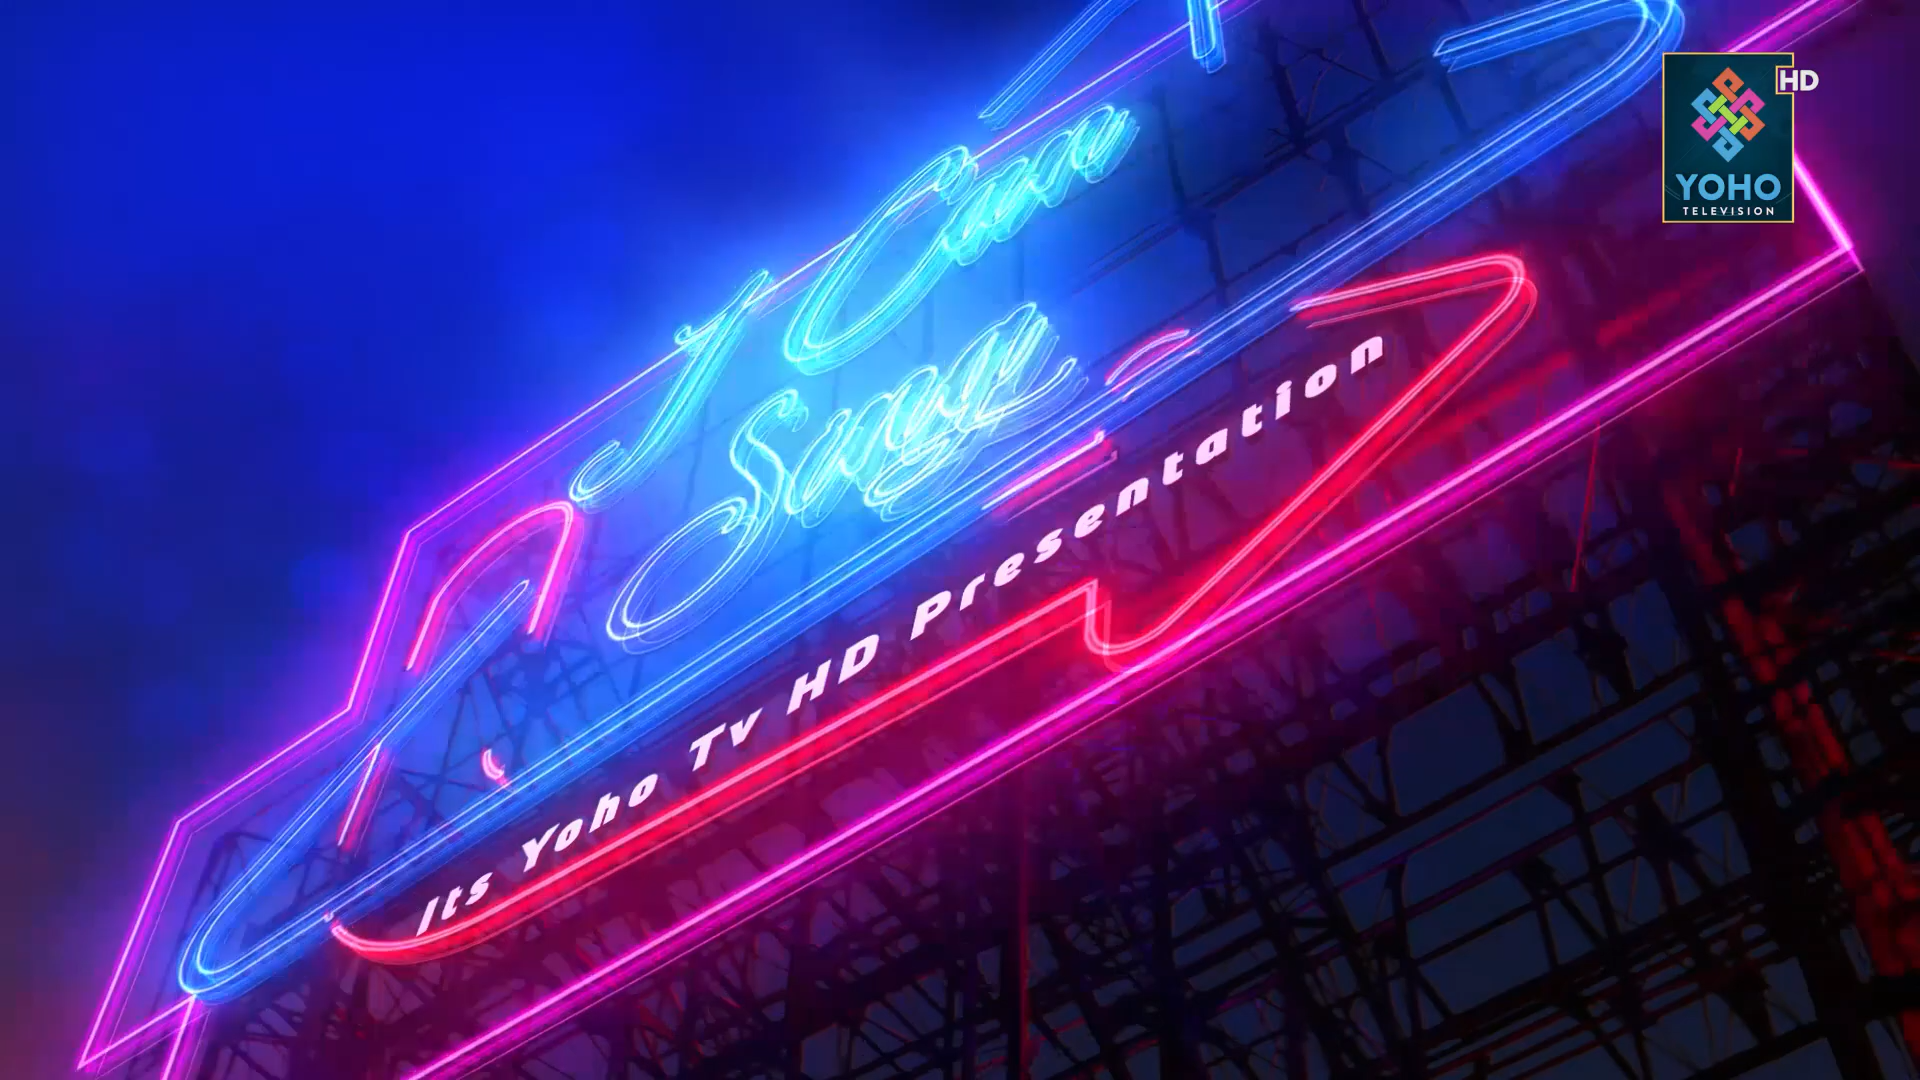 I Can
Sing
Its Yoho Tv HD Presentation
HD
YOHO
TELEVISION